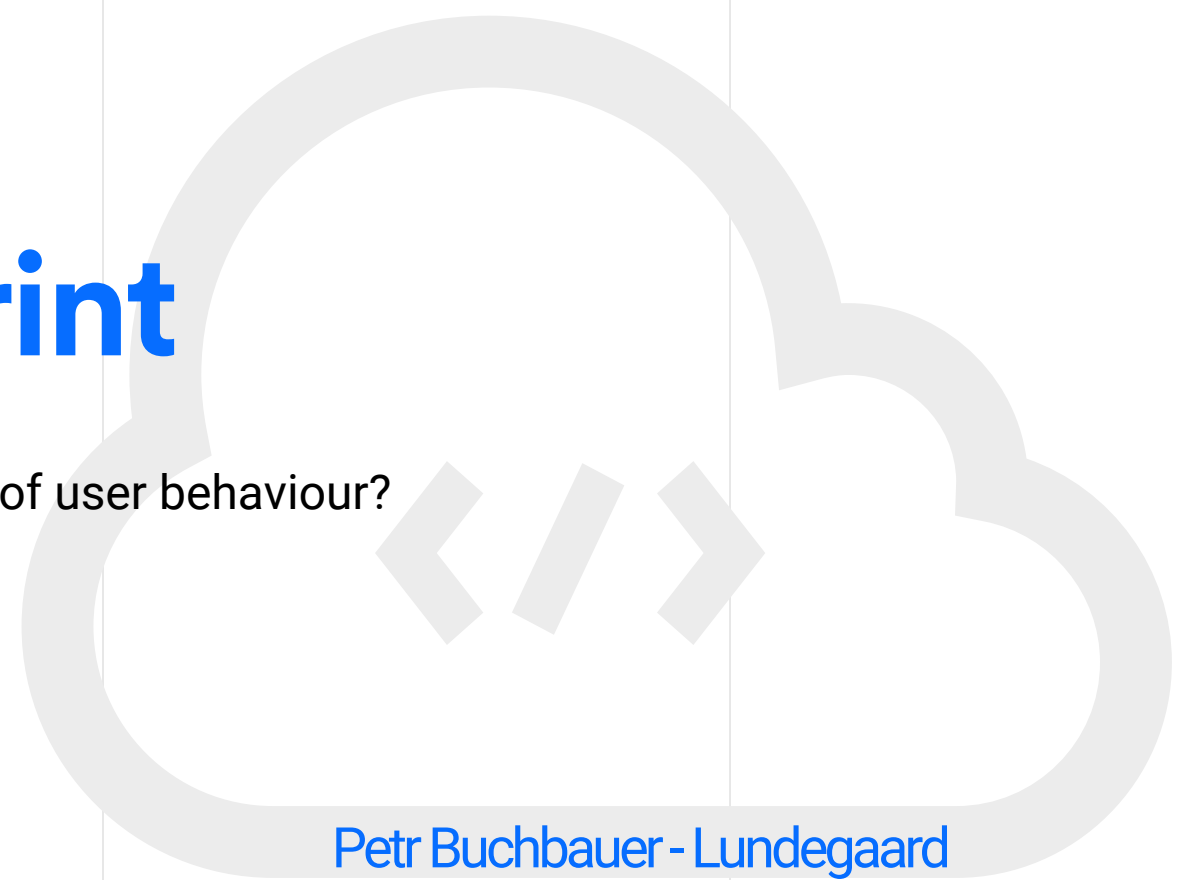 rint
of user behaviour?
</>
Petr Buchbauer - Lundegaard